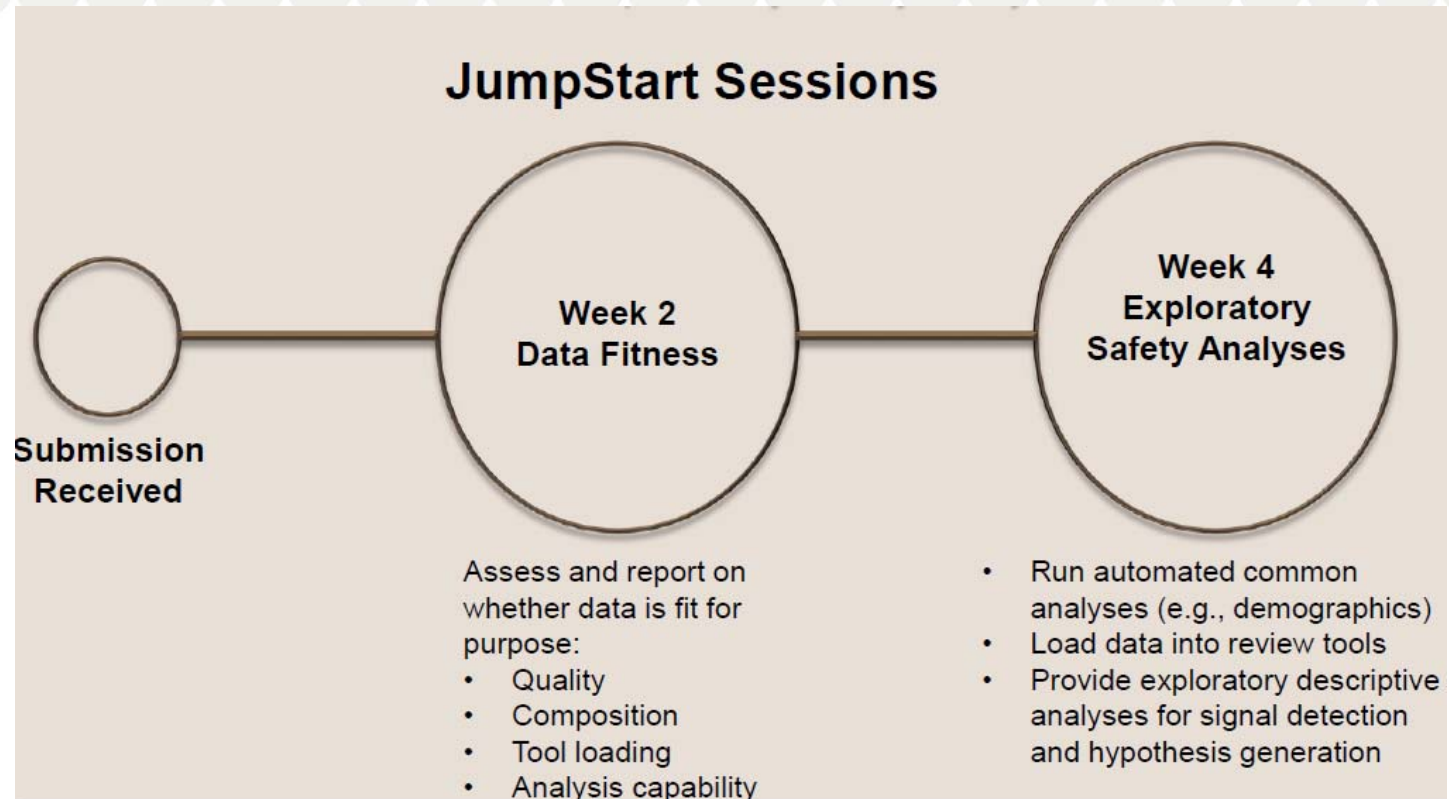 JumpStart Sessions
Submission
Received
Week 2
Data Fitness
Assess and report on
whether data is fit for
purpose:
• Quality
• Composition
• Tool loading
• Analysis capability
Week 4
Exploratory
Safety Analyses
• Run automated common
analyses (e.g., demographics)
• Load data into review tools
• Provide exploratory descriptive
analyses for signal detection
and hypothesis generation